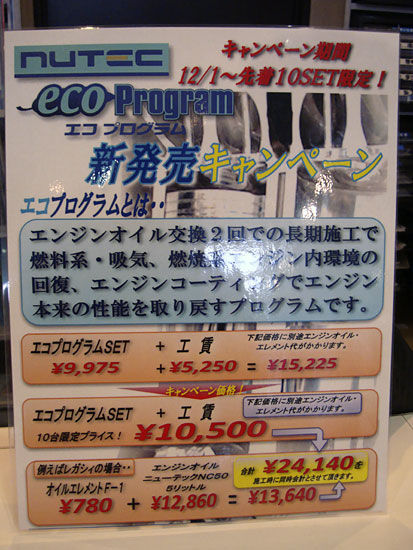 NUTEC
キャンペーン期間
12/1～先着10SET限定！
eco Program
エコ プログラム
新発売キャンペーン
エコプログラムとは‥
エンジンオイル交換２回での長期施工で
燃料系・吸気、燃焼系エンジン内環境の
回復、エンジンコーティングでエンジン
本来の性能を取り戻すプログラムです。
下記価格に別途エンジンオイル・
エレメント代がかかります。
エコプログラムSET + 工 賃
¥9,975 +¥5,250 = ¥15,225
キャンペーン価格！
下記価格に別途エンジンオイル・
エレメント代がかかります。
エコプログラムSET + 工 賃
10台限定プライス！ ¥10,500
例えばレガシィの場合‥
エンジンオイル
ニューテックNC50
5リットル
合計 ¥24,140を
施工時に同時会計とさせて頂きます。
オイルエレメントF-1
¥780 +¥12,860 =¥13,640